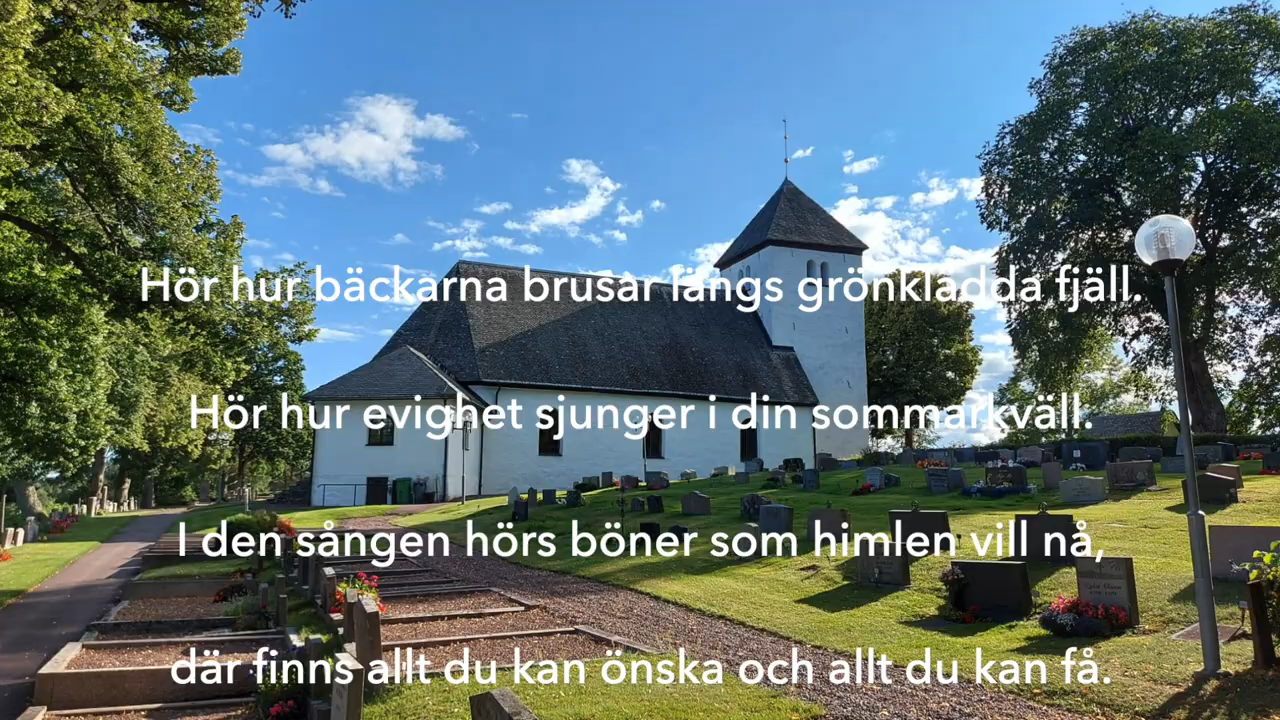 Hör hur bäckarna brusar längs grönkladda fjäll.
Hör hur evighet sjunger i din sommarkväll.
I den sången hörs böner som himlen vill nå,
där finns allt du kan önska och allt du kan få.